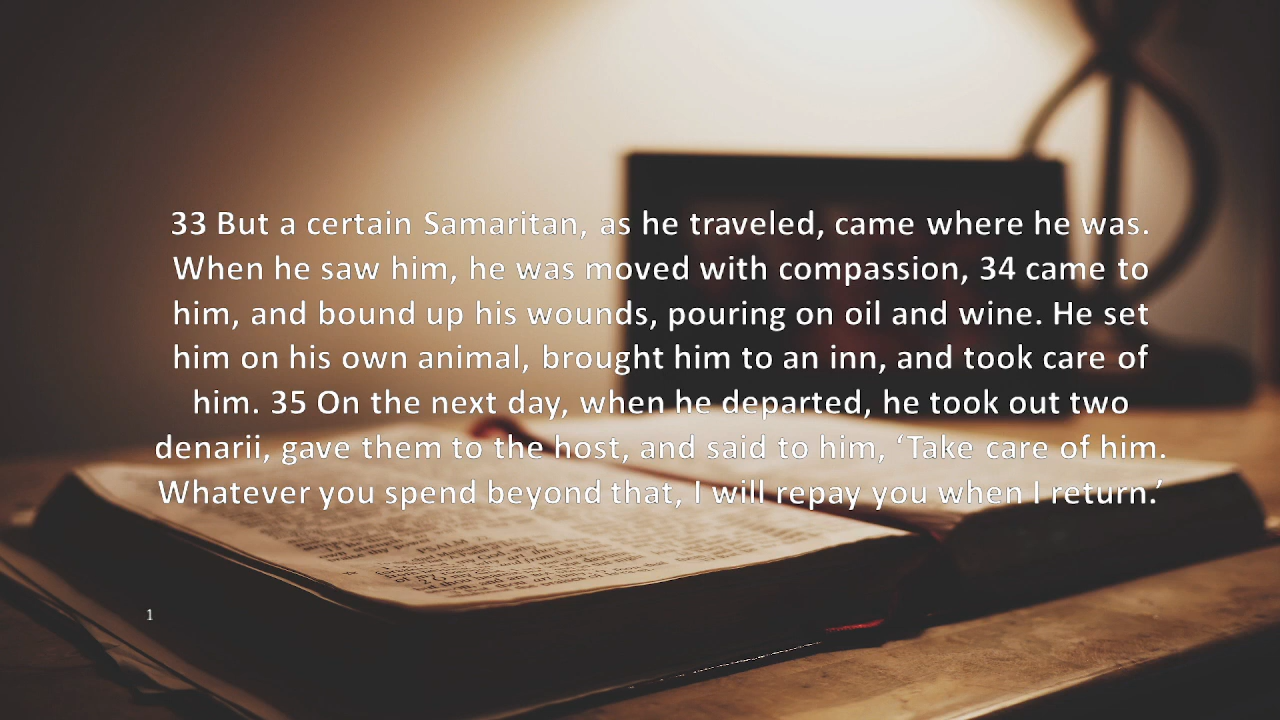 33 But a certain Samaritan, as he traveled, came where he was.
When he saw him, he was moved with compassion, 34 came to
him, and bound up his wounds, pouring on oil and wine. He set
him on his own animal, brought him to an inn, and took care of
him. 35 On the next day, when he departed, he took out two
denarii, gave them to the host, and said to him, ‘Take care of him.
Whatever you spend beyond that, I will repay you when I return.’
PSALM
1